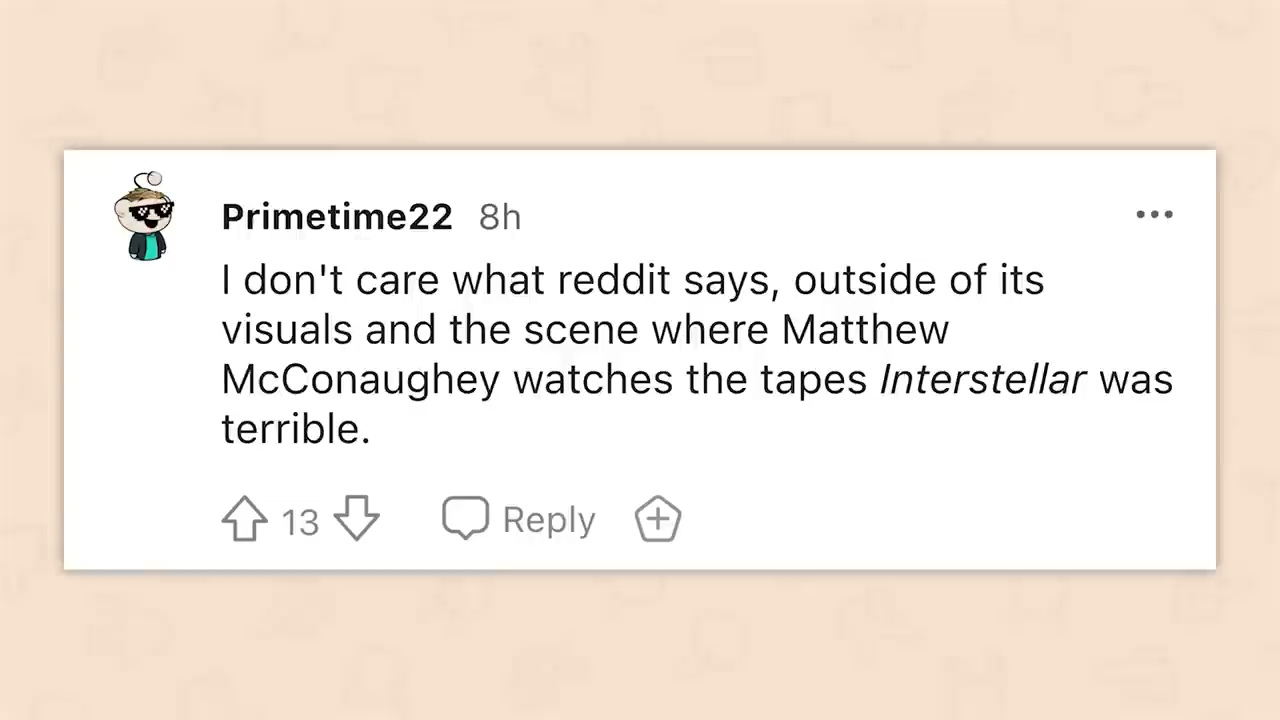 Primetime22 8h
I don't care what reddit says, outside of its
visuals and the scene where Matthew
McConaughey watches the tapes Interstellar was
terrible.
13 Reply